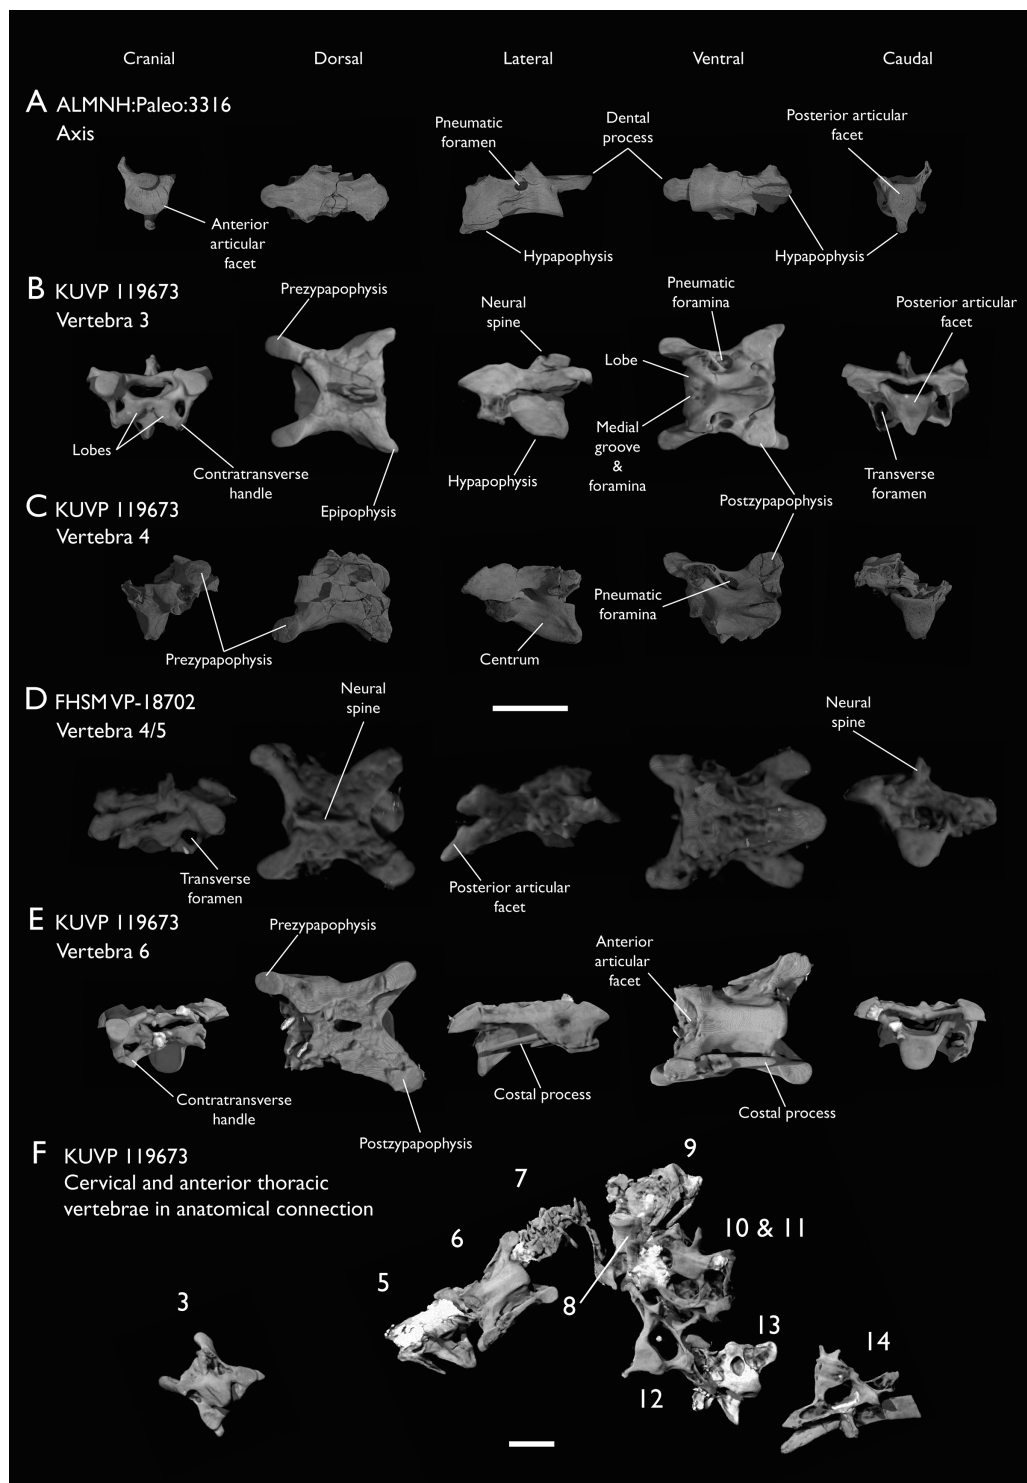 Cranial
Dorsal
Lateral
Ventral
Caudal
A ALMNH:Paleo:3316
Axis
Pneumatic
foramen
Dental
process
Posterior articular
facet
Anterior
articular
facet
Hypapophysis
Hypapophysis
B KUVP 119673
Vertebra 3
Prezypapophysis
Neural
spine
Pneumatic
foramina
Posterior articular
facet
Lobe
Lobes
Contratransverse
handle
Epipophysis
Hypapophysis
Medial
groove
&
foramina
Transverse
foramen
Postzypapophysis
C KUVP 119673
Vertebra 4
Prezypapophysis
Centrum
Pneumatic
foramina
D FHSM VP-18702
Vertebra 4/5
Neural
spine
Neural
spine
Transverse
foramen
Posterior articular
facet
E KUVP 119673
Vertebra 6
Prezypapophysis
Anterior
articular
facet
Contratransverse
handle
Postzypapophysis
Costal process
Costal process
F KUVP 119673
Cervical and anterior thoracic
vertebrae in anatomical connection
3
5
6
7
8
9
10 & 11
12
13
14